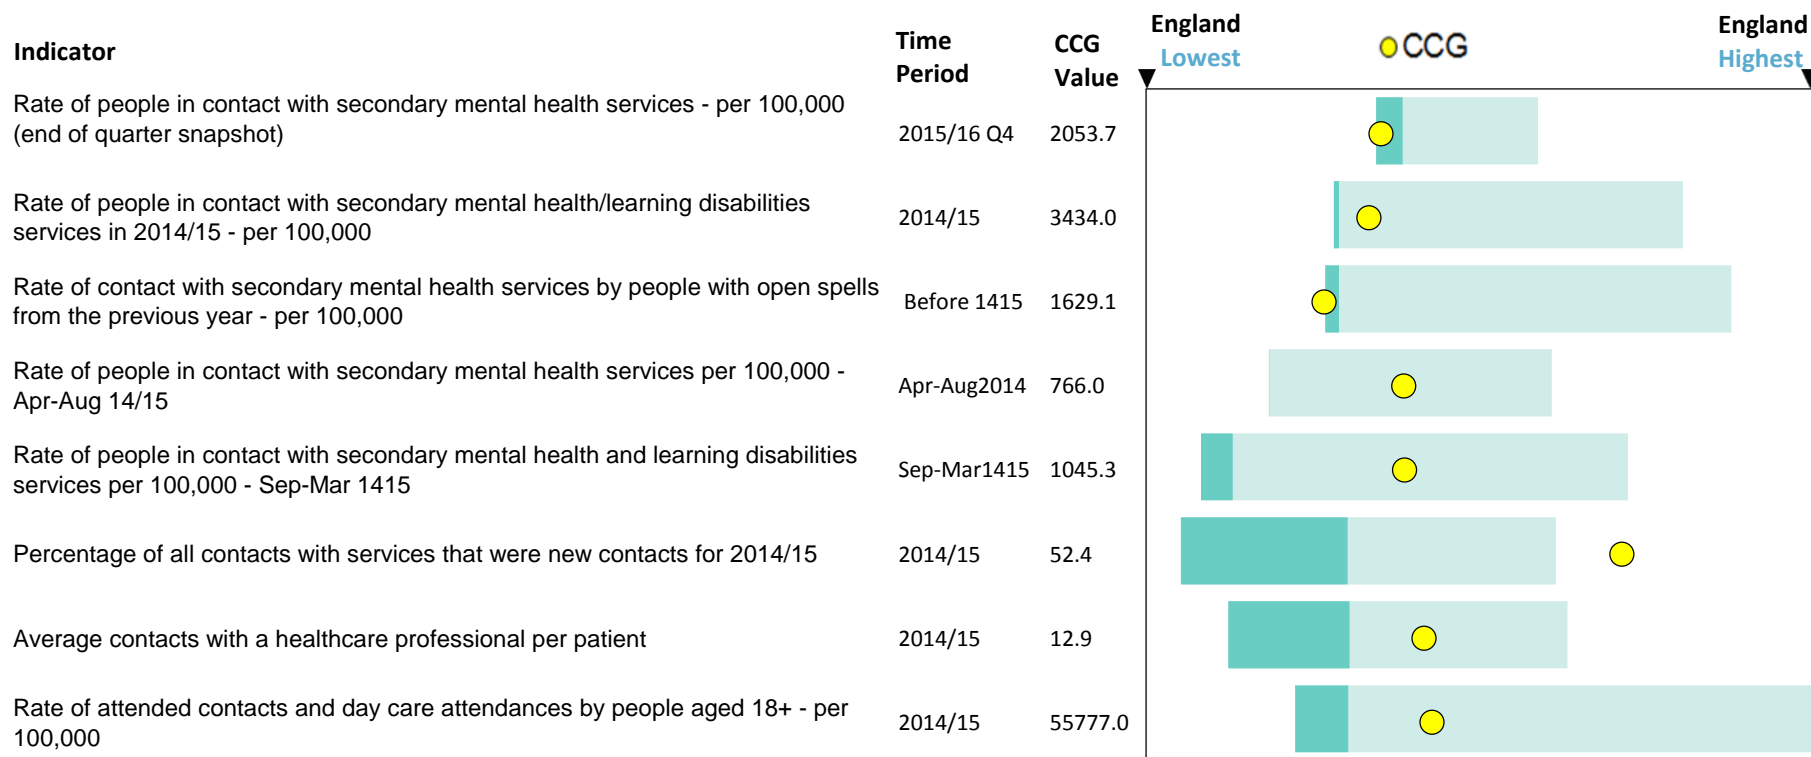 Indicator
Time Period
CCG Value
England Lowest
CCG
England Highest
Rate of people in contact with secondary mental health services - per 100,000
(end of quarter snapshot)
2015/16 Q4
2053.7
Rate of people in contact with secondary mental health/learning disabilities
services in 2014/15 - per 100,000
2014/15
3434.0
Rate of contact with secondary mental health services by people with open spells
from the previous year - per 100,000
Before 1415
1629.1
Rate of people in contact with secondary mental health services per 100,000 -
Apr-Aug 14/15
Apr-Aug2014
766.0
Rate of people in contact with secondary mental health and learning disabilities
services per 100,000 - Sep-Mar 1415
Sep-Mar1415
1045.3
Percentage of all contacts with services that were new contacts for 2014/15
2014/15
52.4
Average contacts with a healthcare professional per patient
2014/15
12.9
Rate of attended contacts and day care attendances by people aged 18+ - per
100,000
2014/15
55777.0